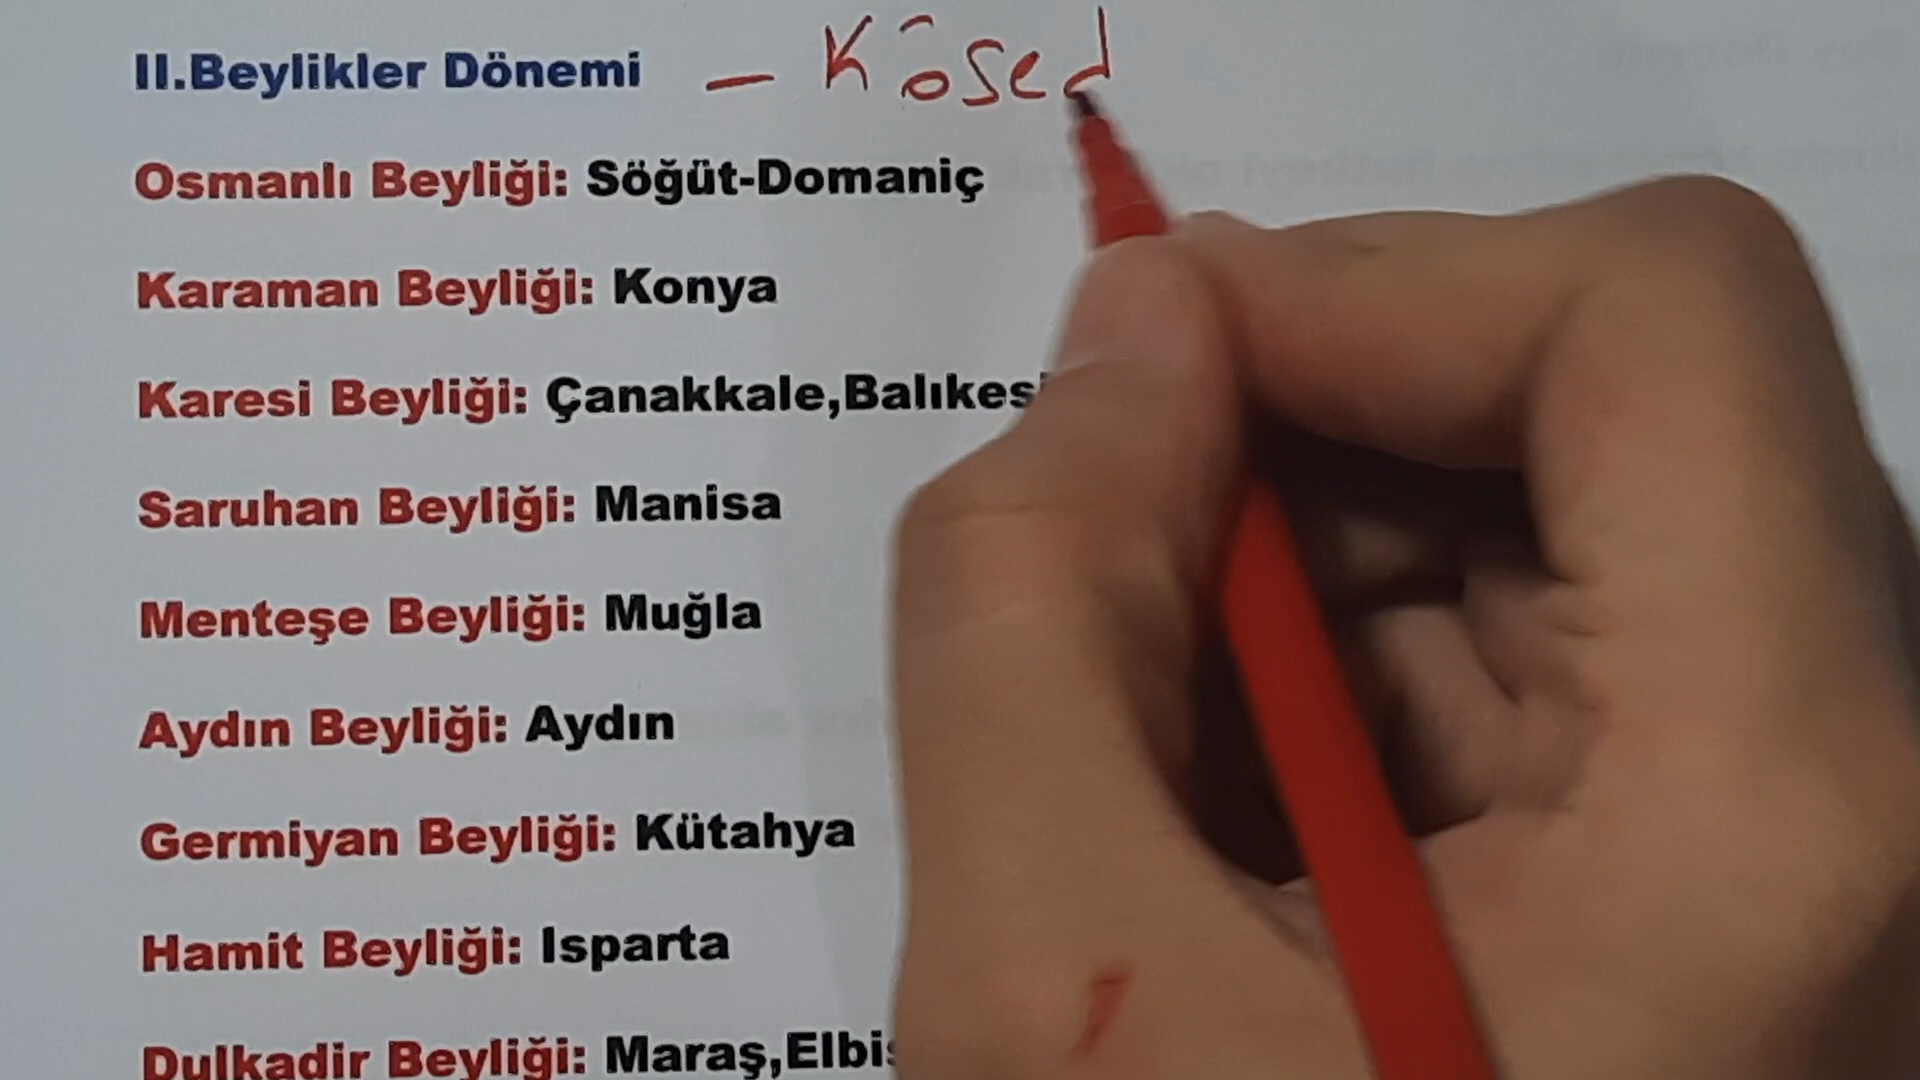 II.Beylikler Dönemi — Kösed
Osmanlı Beyliği: Söğüt-Domaniç
Karaman Beyliği: Konya
Karesi Beyliği: Çanakkale,Balıkes
Saruhan Beyliği: Manisa
Menteşe Beyliği: Muğla
Aydın Beyliği: Aydın
Germiyan Beyliği: Kütahya
Hamit Beyliği: Isparta
Dulkadir Beyliği: Maraş,Elbis